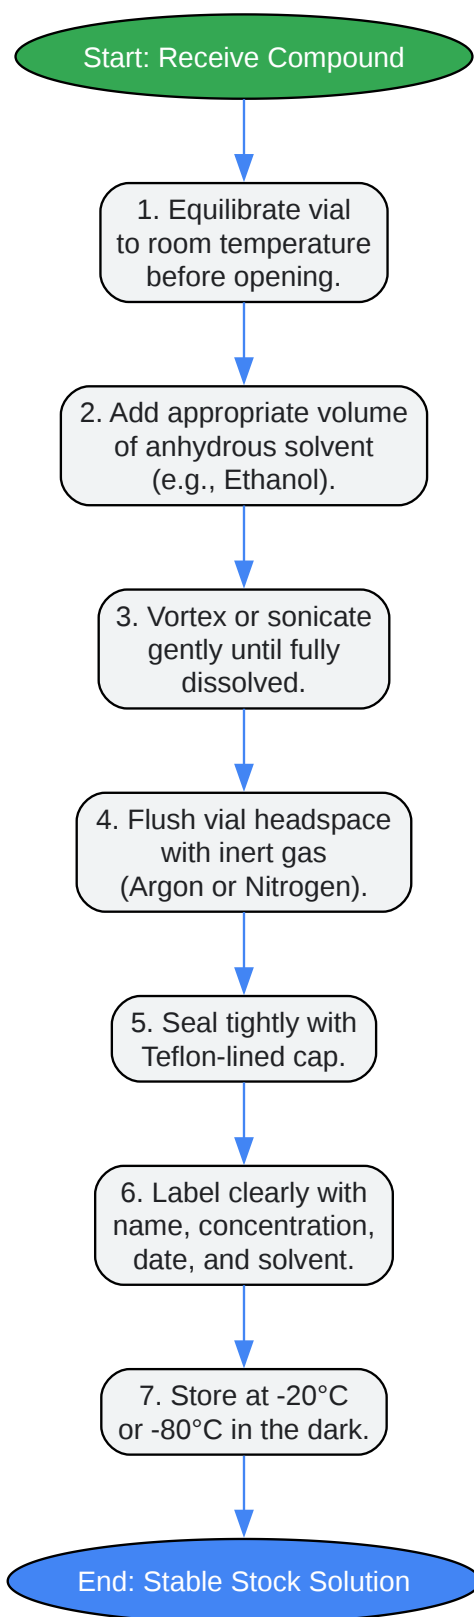 Start: Receive Compound
1. Equilibrate vial
to room temperature
before opening.
2. Add appropriate volume
of anhydrous solvent
(e.g., Ethanol).
3. Vortex or sonicate
gently until fully
dissolved.
4. Flush vial headspace
with inert gas
(Argon or Nitrogen).
5. Seal tightly with
Teflon-lined cap.
6. Label clearly with
name, concentration,
date, and solvent.
7. Store at -20°C
or -80°C in the dark.
End: Stable Stock Solution